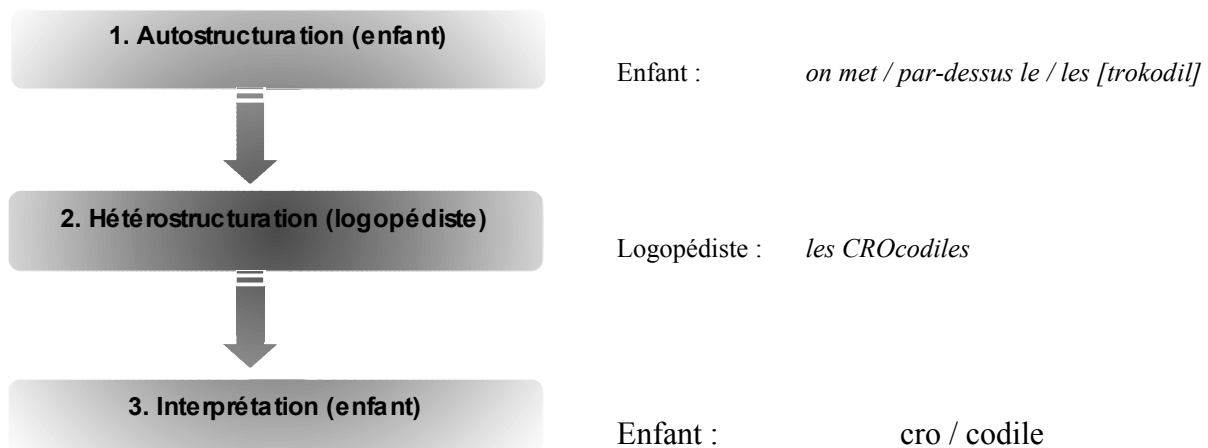 1. Autostructuration (enfant)
Enfant : on met / par-dessus le / les [trokodil]
2. Hétérostructuration (logopédiste)
Logopédiste : les CROcodiles
3. Interprétation (enfant)
Enfant : cro / codile